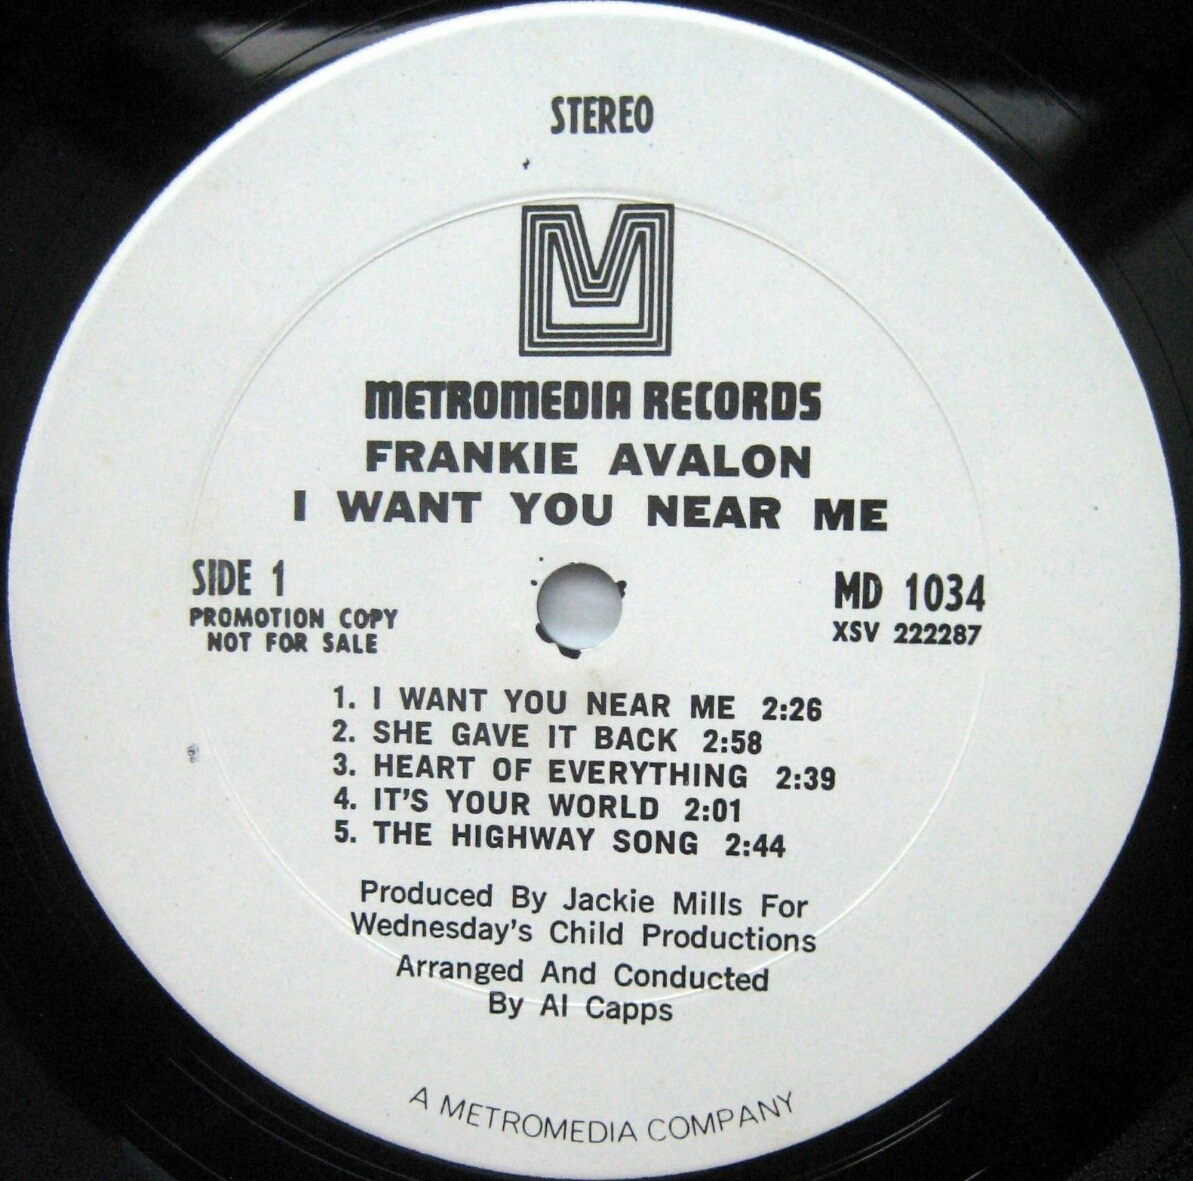 STEREO
M
METROMEDIA RECORDS
FRANKIE AVALON
I WANT YOU NEAR ME
SIDE 1
PROMOTION COPY
NOT FOR SALE
MD 1034
XSV 222287
1. I WANT YOU NEAR ME 2:26
2. SHE GAVE IT BACK 2:58
3. HEART OF EVERYTHING 2:39
4. IT'S YOUR WORLD 2:01
5. THE HIGHWAY SONG 2:44
Produced By Jackie Mills For
Wednesday's Child Productions
Arranged And Conducted
By Al Capps
A METROMEDIA COMPANY